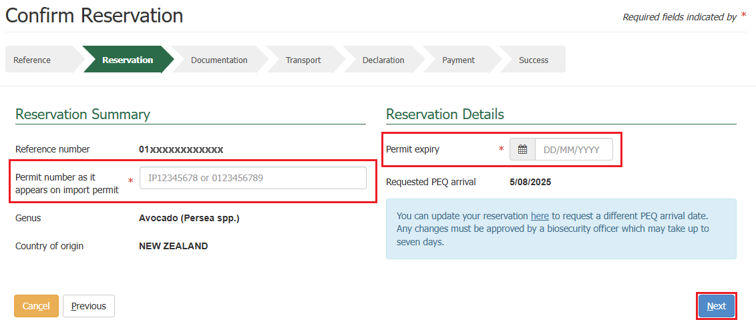 Confirm Reservation
Required fields indicated by *
Reference
Reservation
Documentation
Transport
Declaration
Payment
Success
Reservation Summary
Reference number 01xxxxxxxxxxxx
Permit number as it
appears on import permit * IP12345678 or 0123456789
Genus Avocado (Persea spp.)
Country of origin NEW ZEALAND
Reservation Details
Permit expiry * DD/MM/YYYY
Requested PEQ arrival 5/08/2025
You can update your reservation here to request a different PEQ arrival date.
Any changes must be approved by a biosecurity officer which may take up to
seven days.
Cancel
Previous
Next